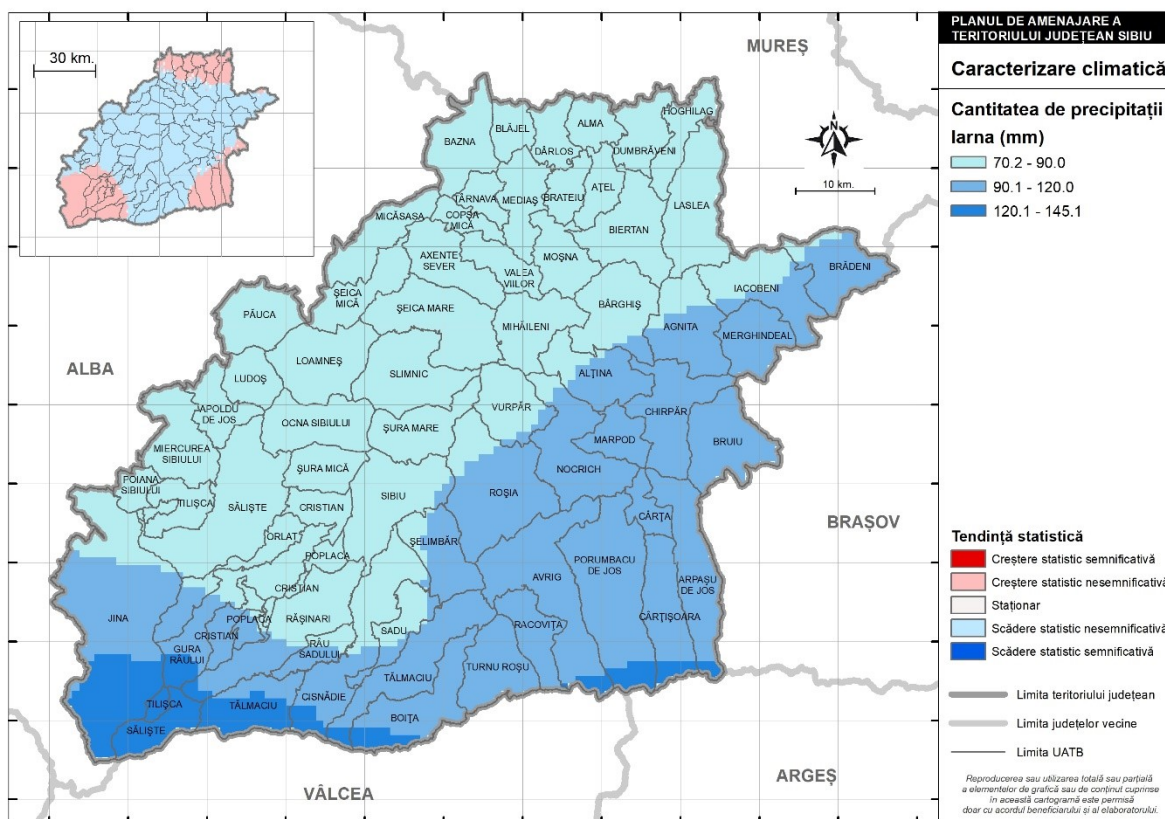 PLANUL DE AMENAJARE A
TERITORIULUI JUDEȚEAN SIBIU
Caracterizare climatică
Cantitatea de precipitații
Iarna (mm)
70.2 - 90.0
90.1 - 120.0
120.1 - 145.1
Tendință statistică
Creștere statistic semnificativă
Creștere statistic nesemnificativă
Staționar
Scădere statistic nesemnificativă
Scădere statistic semnificativă
Limita teritoriului județean
Limita județelor vecine
Limita UATB
Reproducerea sau utilizarea totală sau parțială
a elementelor de grafică sau de conținut cuprinse
în această cartogramă este permisă
doar cu acordul beneficiarului și al elaboratorului.
30 km.
MUREȘ
N
10 km.
HOGHILAG
BLĂJEL
ALMA
BAZNA
DÂRLOS
DUMBRĂVENI
AȚEL
TÂRNAVA
MEDIAȘ
BRATEIU
LASLEA
MICĂSASA
COPȘA
MICĂ
BIERTAN
AXENTE
SEVER
MOȘNA
BRĂDENI
VALEA
VIILOR
IACOBENI
ȘEICA
MICĂ
ȘEICA MARE
BÂRGHIȘ
PĂUCA
MIHĂILENI
AGNITA
MERGHINDEAL
ALBA
LOAMNEȘ
SLIMNIC
ALȚINA
LUDOȘ
VURPĂR
APOLDU
DE JOS
OCNA SIBIULUI
ȘURA MARE
CHIRPĂR
MARPOD
BRUIU
MIERCUREA
SIBIULUI
ȘURA MICĂ
NOCRICH
POIANA
SIBIULUI
TILIȘCA
SĂLIȘTE
CRISTIAN
SIBIU
ROȘIA
CÂRȚA
BRAȘOV
ORLAT
ȘELIMBĂR
POPLACA
PORUMBACU
DE JOS
AVRIG
ARPAȘU
DE JOS
CRISTIAN
JINA
POPLACA
RĂȘINARI
CÂRȚIȘOARA
RACOVIȚA
CRISTIAN
SADU
GURA
RÂULUI
RÂU
SADULUI
TURNU ROȘU
TĂLMACIU
CISNĂDIE
TILIȘCA
TĂLMACIU
BOIȚA
SĂLIȘTE
ARGEȘ
VÂLCEA